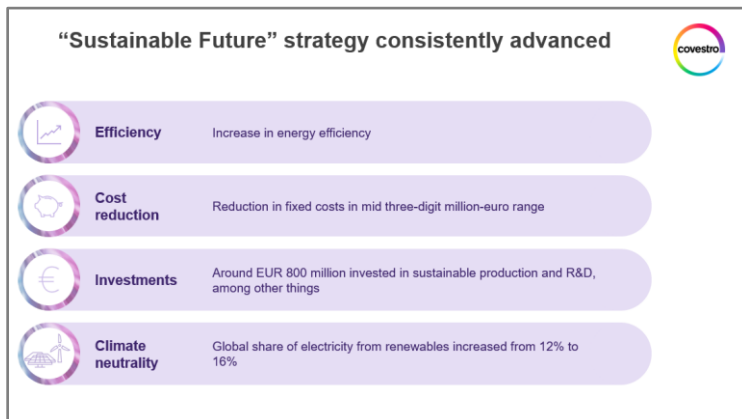 “Sustainable Future” strategy consistently advanced
covestro
Efficiency
Increase in energy efficiency
Cost
reduction
Reduction in fixed costs in mid three-digit million-euro range
Investments
Around EUR 800 million invested in sustainable production and R&D,
among other things
Climate
neutrality
Global share of electricity from renewables increased from 12% to
16%